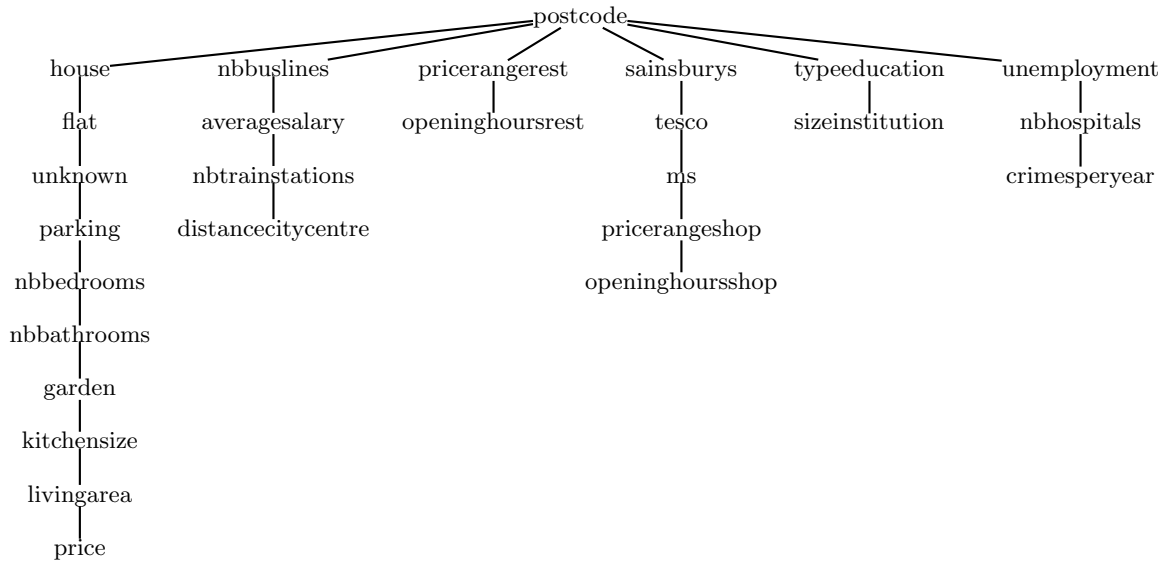 postcode
house nbbuslines pricerangerest sainsburys typeeducation unemployment
flat averagesalary openinghoursrest tesco sizeinstitution nbhospitals
unknown nbtrainstations ms crimesperyear
parking distancecitycentre pricerangeshop
nbbedrooms openinghoursshop
nbbathrooms
garden
kitchensize
livingarea
price